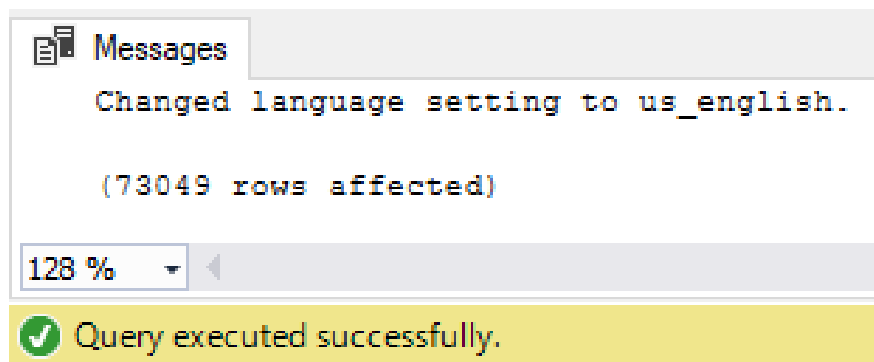 Messages
Changed language setting to us_english.
(73049 rows affected)
128 %
Query executed successfully.